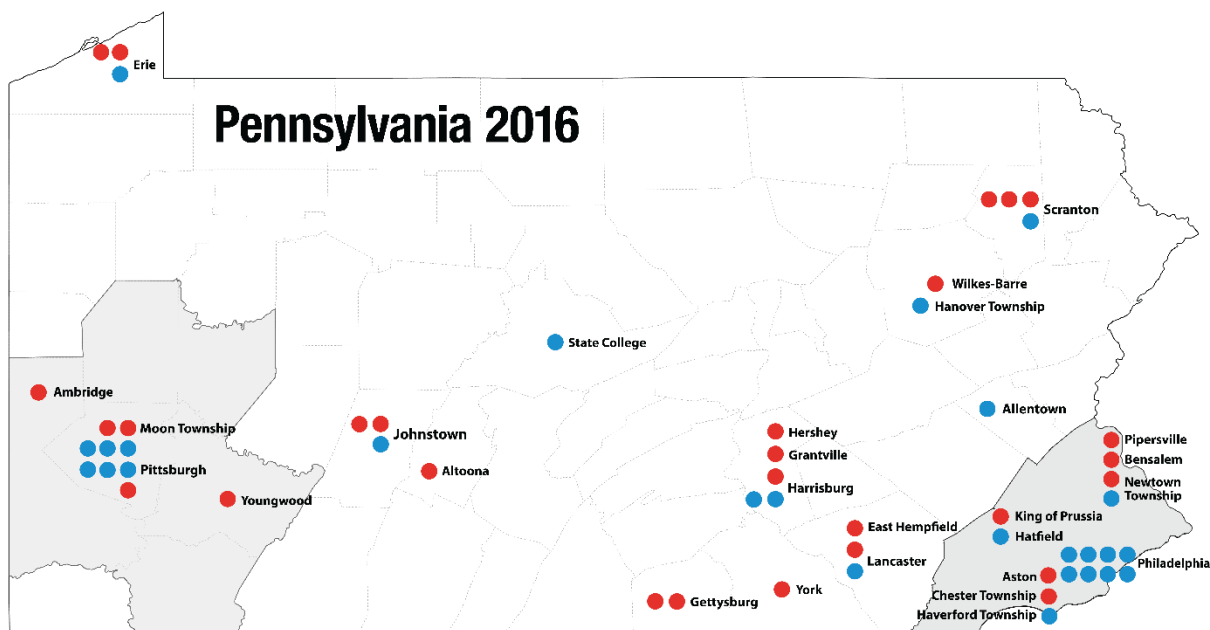 Erie
Pennsylvania 2016
Scranton
Wilkes-Barre
Hanover Township
State College
Ambridge
Allentown
Moon Township
Johnstown
Hershey
Pipersville
Grantville
Bensalem
Pittsburgh
Altoona
Newtown
Township
Harrisburg
Youngwood
King of Prussia
East Hempfield
Hatfield
Lancaster
Philadelphia
Aston
York
Chester Township
Gettysburg
Haverford Township